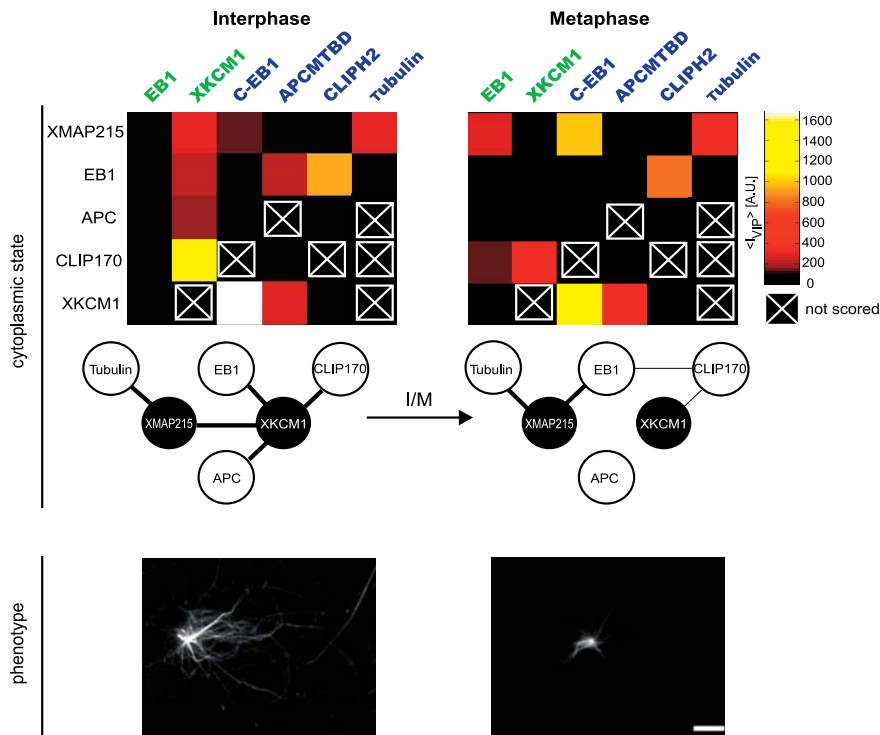 Interphase
Metaphase
EB1 XKCM1 C-EB1 APCMTBD CLIPH2 Tubulin
EB1 XKCM1 C-EB1 APCMTBD CLIPH2 Tubulin
cytoplasmic state
XMAP215
EB1
APC
CLIP170
XKCM1
1600
1400
1200
1000
800
600
400
200
0
<I VIP> [A.U.]
not scored
Tubulin
EB1
CLIP170
XMAP215
XKCM1
APC
I/M
Tubulin
EB1
CLIP170
XMAP215
XKCM1
APC
phenotype